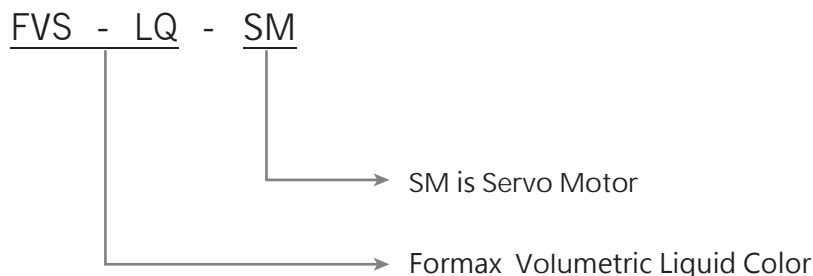 FVS - LQ - SM
SM is Servo Motor
Formax Volumetric Liquid Color